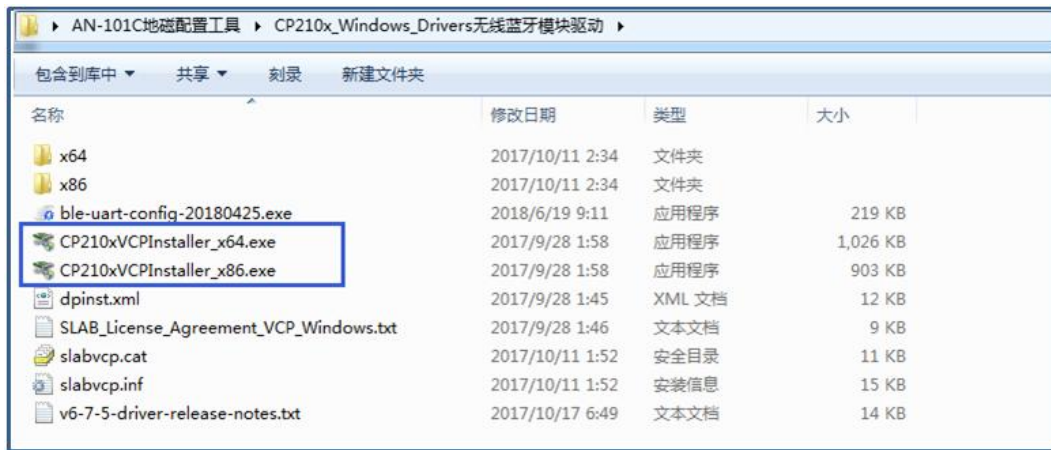 AN-101C地磁配置工具 ▸ CP210x_Windows_Drivers无线蓝牙模块驱动 ▸
包含到库中 ▼ 共享 ▼ 刻录 新建文件夹
名称 修改日期 类型 大小
x64 2017/10/11 2:34 文件夹
x86 2017/10/11 2:34 文件夹
ble-uart-config-20180425.exe 2018/6/19 9:11 应用程序 219 KB
CP210xVCPInstaller_x64.exe 2017/9/28 1:58 应用程序 1,026 KB
CP210xVCPInstaller_x86.exe 2017/9/28 1:58 应用程序 903 KB
dpinst.xml 2017/9/28 1:45 XML 文档 12 KB
SLAB_License_Agreement_VCP_Windows.txt 2017/9/28 1:46 文本文档 9 KB
slabvcp.cat 2017/10/11 1:52 安全目录 11 KB
slabvcp.inf 2017/10/11 1:52 安装信息 15 KB
v6-7-5-driver-release-notes.txt 2017/10/17 6:49 文本文档 14 KB